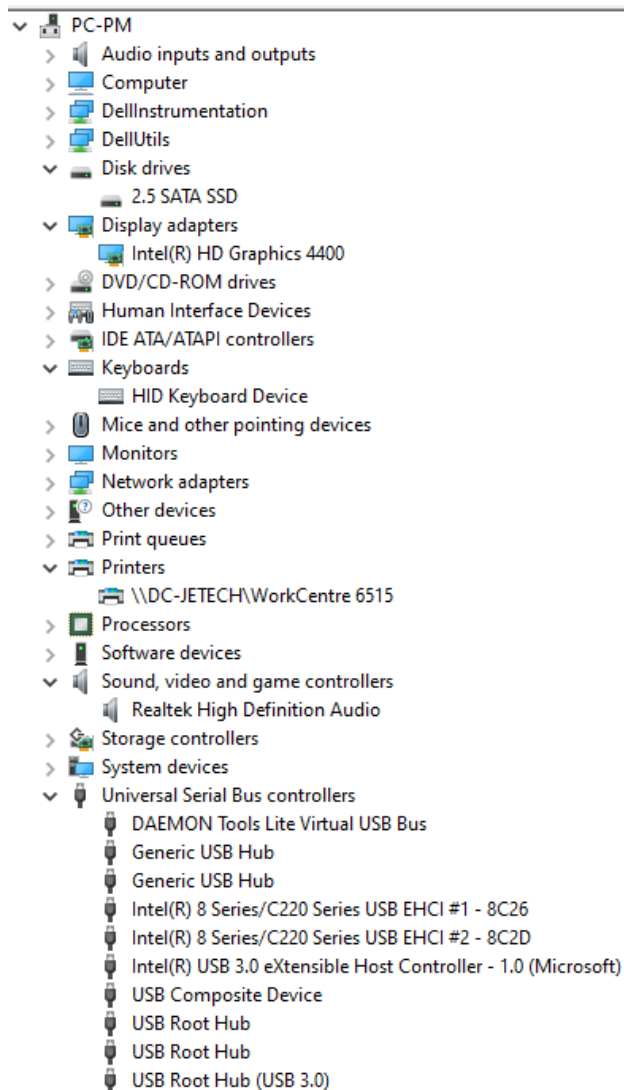 PC-PM
Audio inputs and outputs
Computer
DellInstrumentation
DellUtils
Disk drives
2.5 SATA SSD
Display adapters
Intel(R) HD Graphics 4400
DVD/CD-ROM drives
Human Interface Devices
IDE ATA/ATAPI controllers
Keyboards
HID Keyboard Device
Mice and other pointing devices
Monitors
Network adapters
Other devices
Print queues
Printers
\\DC-JETECH\WorkCentre 6515
Processors
Software devices
Sound, video and game controllers
Realtek High Definition Audio
Storage controllers
System devices
Universal Serial Bus controllers
DAEMON Tools Lite Virtual USB Bus
Generic USB Hub
Generic USB Hub
Intel(R) 8 Series/C220 Series USB EHCI #1 - 8C26
Intel(R) 8 Series/C220 Series USB EHCI #2 - 8C2D
Intel(R) USB 3.0 eXtensible Host Controller - 1.0 (Microsoft)
USB Composite Device
USB Root Hub
USB Root Hub
USB Root Hub (USB 3.0)